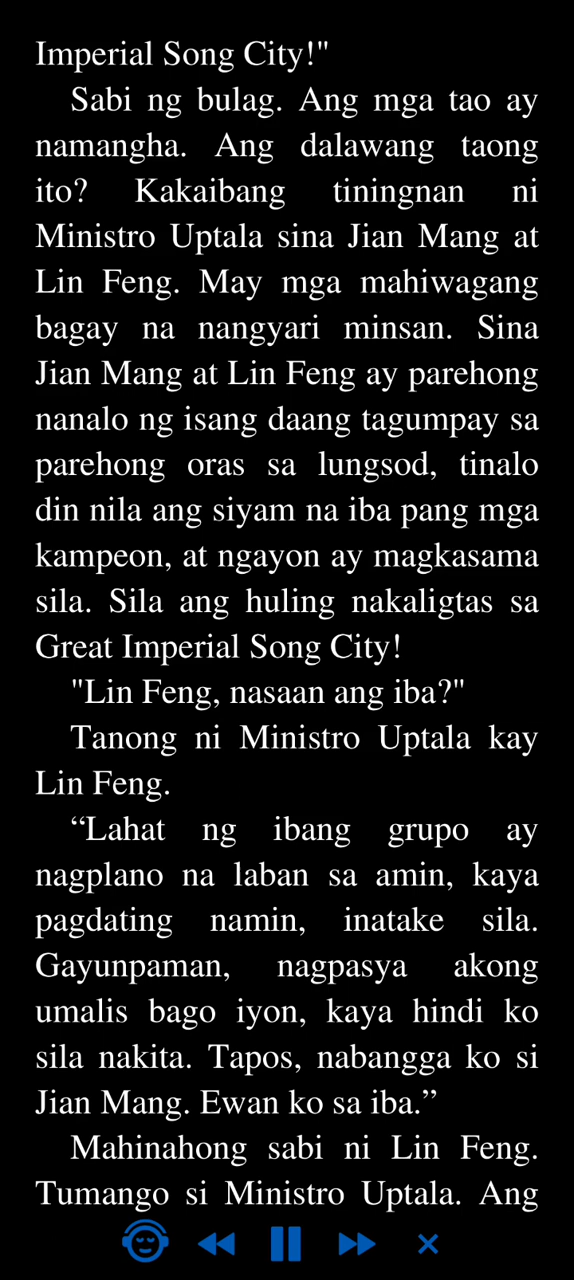 Imperial Song City!"
Sabi ng bulag. Ang mga tao ay
namangha. Ang dalawang taong
ito? Kakaibang tiningnan ni
Ministro Uptala sina Jian Mang at
Lin Feng. May mga mahiwagang
bagay na nangyari minsan. Sina
Jian Mang at Lin Feng ay parehong
nanalo ng isang daang tagumpay sa
parehong oras sa lungsod, tinalo
din nila ang siyam na iba pang mga
kampeon, at ngayon ay magkasama
sila. Sila ang huling nakaligtas sa
Great Imperial Song City!
"Lin Feng, nasaan ang iba?"
Tanong ni Ministro Uptala kay
Lin Feng.
“Lahat ng ibang grupo ay
nagplano na laban sa amin, kaya
pagdating namin, inatake sila.
Gayunpaman, nagpasya akong
umalis bago iyon, kaya hindi ko
sila nakita. Tapos, nabangga ko si
Jian Mang. Ewan ko sa iba.”
Mahinahong sabi ni Lin Feng.
Tumango si Ministro Uptala. Ang